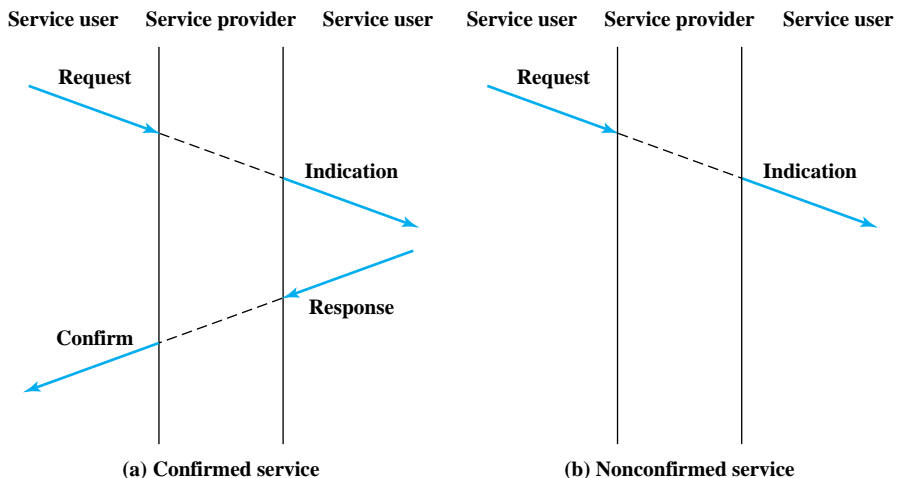 Service user Service provider Service user
Request
Indication
Response
Confirm
(a) Confirmed service
Service user Service provider Service user
Request
Indication
(b) Nonconfirmed service